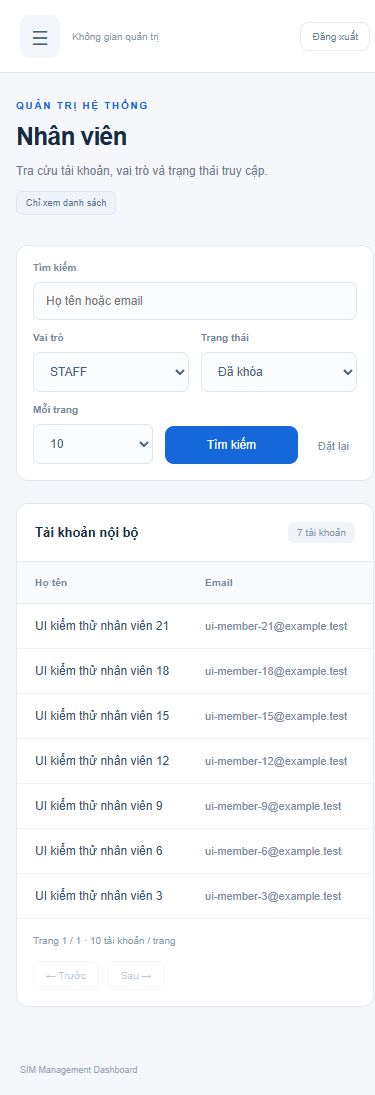 Không gian quản trị
Đăng xuất
QUẢN TRỊ HỆ THỐNG
Nhân viên
Tra cứu tài khoản, vai trò và trạng thái truy cập.
Chỉ xem danh sách
Tìm kiếm
Họ tên hoặc email
Vai trò Trạng thái
STAFF Đã khóa
Mỗi trang
10 Tìm kiếm Đặt lại
Tài khoản nội bộ 7 tài khoản
Họ tên Email
UI kiểm thử nhân viên 21 ui-member-21@example.test
UI kiểm thử nhân viên 18 ui-member-18@example.test
UI kiểm thử nhân viên 15 ui-member-15@example.test
UI kiểm thử nhân viên 12 ui-member-12@example.test
UI kiểm thử nhân viên 9 ui-member-9@example.test
UI kiểm thử nhân viên 6 ui-member-6@example.test
UI kiểm thử nhân viên 3 ui-member-3@example.test
Trang 1 / 1 · 10 tài khoản / trang
← Trước Sau →
SIM Management Dashboard